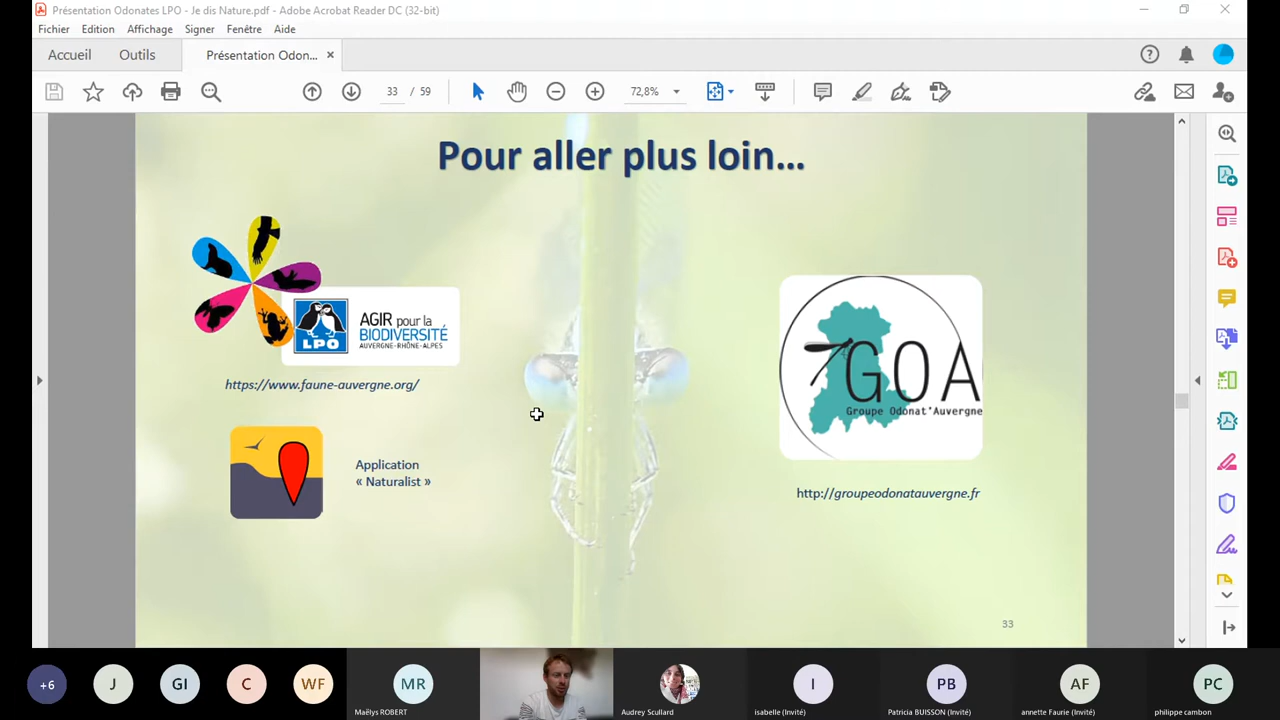 Présentation Odonates LPO - Je dis Nature.pdf - Adobe Acrobat Reader DC (32-bit)
Fichier Edition Affichage Signer Fenêtre Aide
Accueil Outils Présentation Odon... ×
33 / 59 72,8%
Pour aller plus loin...
LPO
AGIR pour la
BIODIVERSITÉ
AUVERGNE-RHÔNE-ALPES
https://www.faune-auvergne.org/
Application
« Naturalist »
GOA
Groupe Odonat'Auvergne
http://groupeodonatauvergne.fr
33
+6 J GI C WF MR I PB AF PC
Maëlys ROBERT Audrey Scullard isabelle (Invité) Patricia BUISSON (Invité) annette Faurie (Invité) philippe cambon